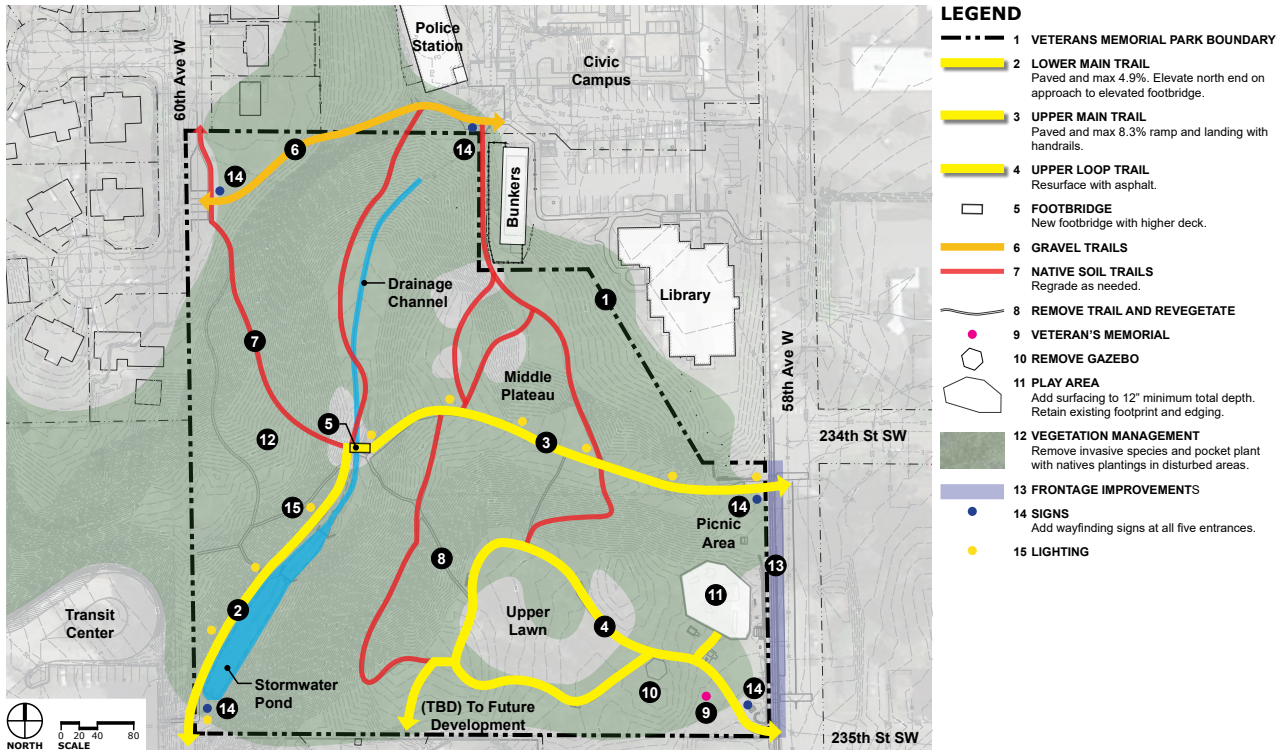 Police
Station
Civic
Campus
60th Ave W
6
14
14
Bunkers
Drainage
Channel
1
Library
7
58th Ave W
Middle
Plateau
5
12
3
234th St SW
15
14
Picnic
Area
8
13
11
2
Transit
Center
Upper
Lawn
4
Stormwater
Pond
14
10
9
14
(TBD) To Future
Development
235th St SW
NORTH
0 20 40 80
SCALE
LEGEND
1 VETERANS MEMORIAL PARK BOUNDARY
2 LOWER MAIN TRAIL
Paved and max 4.9%. Elevate north end on
approach to elevated footbridge.
3 UPPER MAIN TRAIL
Paved and max 8.3% ramp and landing with
handrails.
4 UPPER LOOP TRAIL
Resurface with asphalt.
5 FOOTBRIDGE
New footbridge with higher deck.
6 GRAVEL TRAILS
7 NATIVE SOIL TRAILS
Regrade as needed.
8 REMOVE TRAIL AND REVEGETATE
9 VETERAN'S MEMORIAL
10 REMOVE GAZEBO
11 PLAY AREA
Add surfacing to 12" minimum total depth.
Retain existing footprint and edging.
12 VEGETATION MANAGEMENT
Remove invasive species and pocket plant
with natives plantings in disturbed areas.
13 FRONTAGE IMPROVEMENTS
14 SIGNS
Add wayfinding signs at all five entrances.
15 LIGHTING